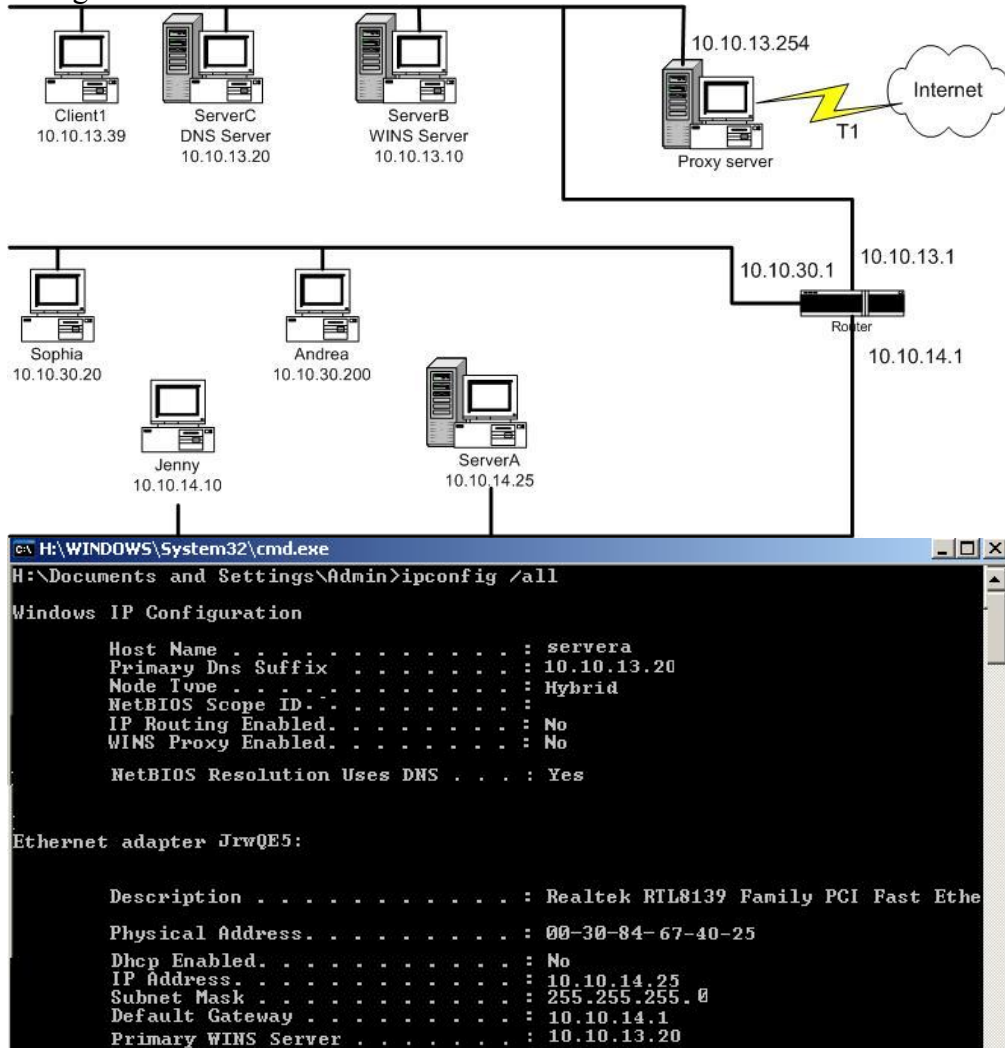 10.10.13.254
Internet
T1
Client1
10.10.13.39
ServerC
DNS Server
10.10.13.20
ServerB
WINS Server
10.10.13.10
Proxy server
10.10.30.1
10.10.13.1
Router
10.10.14.1
Sophia
10.10.30.20
Andrea
10.10.30.200
Jenny
10.10.14.10
ServerA
10.10.14.25
H:\WINDOWS\System32\cmd.exe
H:\Documents and Settings\Admin>ipconfig /all
Windows IP Configuration
Host Name . . . . . . . . . . . . : servera
Primary Dns Suffix . . . . . . . : 10.10.13.20
Node Type . . . . . . . . . . . . : Hybrid
NetBIOS Scope ID. . . . . . . . . :
IP Routing Enabled. . . . . . . . : No
WINS Proxy Enabled. . . . . . . . : No
NetBIOS Resolution Uses DNS . . . : Yes
Ethernet adapter JrwQE5:
Description . . . . . . . . . . . : Realtek RTL8139 Family PCI Fast Ethe
Physical Address. . . . . . . . . : 00-30-84-67-40-25
Dhcp Enabled. . . . . . . . . . . : No
IP Address. . . . . . . . . . . . : 10.10.14.25
Subnet Mask . . . . . . . . . . . : 255.255.255.0
Default Gateway . . . . . . . . . : 10.10.14.1
Primary WINS Server . . . . . . . : 10.10.13.20